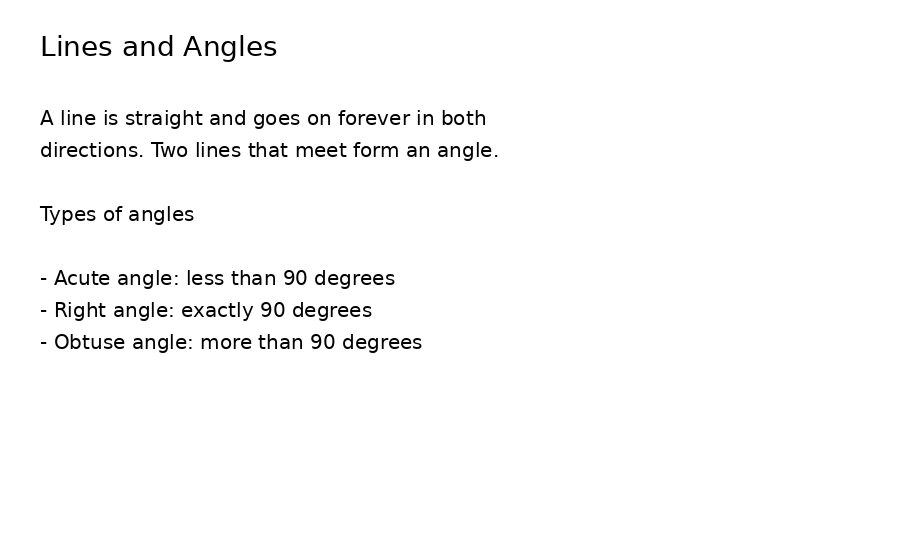 Lines and Angles
A line is straight and goes on forever in both
directions. Two lines that meet form an angle.
Types of angles
- Acute angle: less than 90 degrees
- Right angle: exactly 90 degrees
- Obtuse angle: more than 90 degrees